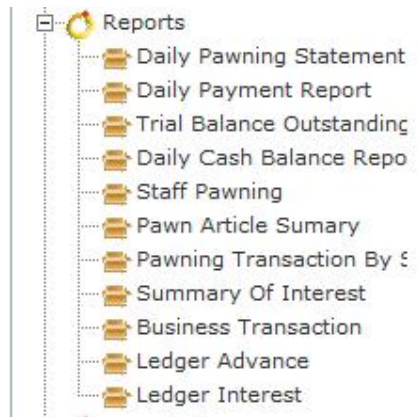 Reports
Daily Pawning Statement
Daily Payment Report
Trial Balance Outstanding
Daily Cash Balance Repo
Staff Pawning
Pawn Article Sumary
Pawning Transaction By S
Summary Of Interest
Business Transaction
Ledger Advance
Ledger Interest